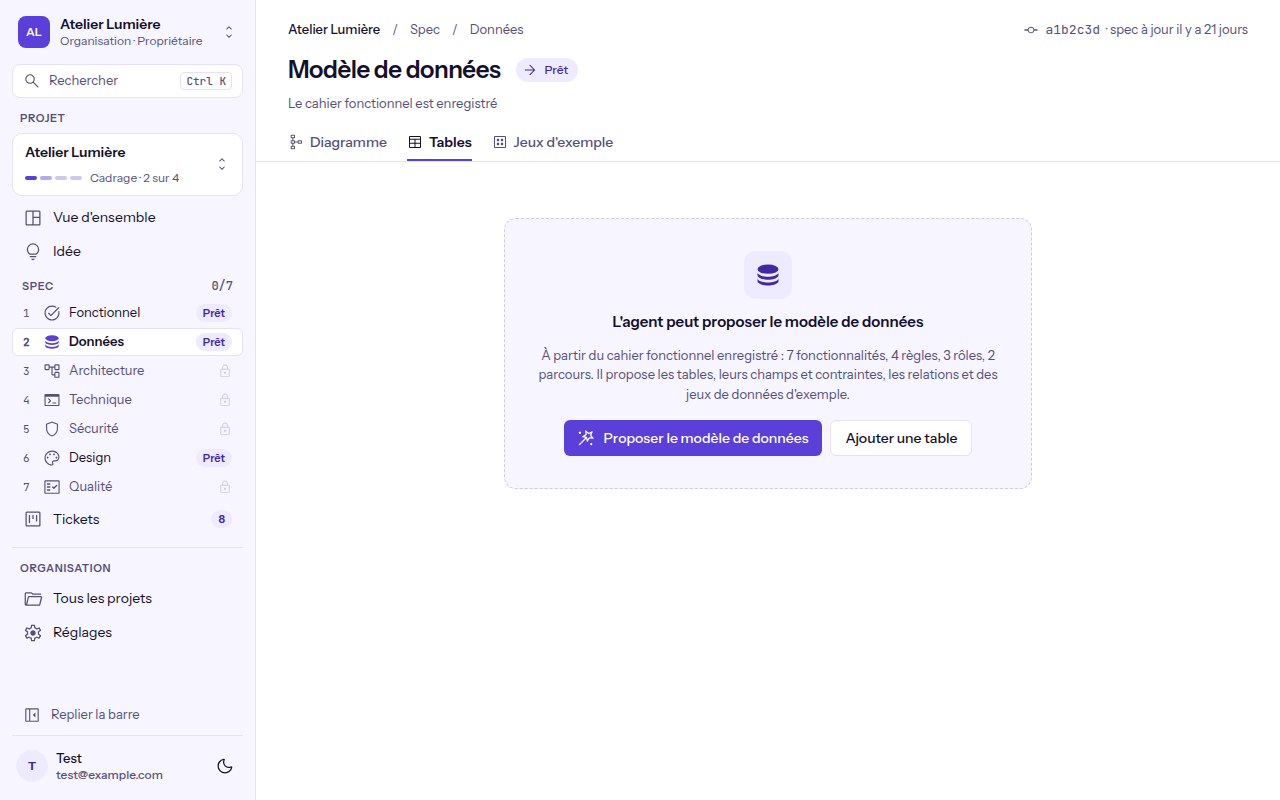 AL
Atelier Lumière
Organisation · Propriétaire
Rechercher
Ctrl K
PROJET
Atelier Lumière
Cadrage · 2 sur 4
Vue d'ensemble
Idée
SPEC 0/7
1 Fonctionnel Prêt
2 Données Prêt
3 Architecture
4 Technique
5 Sécurité
6 Design Prêt
7 Qualité
Tickets 8
ORGANISATION
Tous les projets
Réglages
Replier la barre
T
Test
test@example.com
Atelier Lumière / Spec / Données
a1b2c3d · spec à jour il y a 21 jours
Modèle de données
Prêt
Le cahier fonctionnel est enregistré
Diagramme Tables Jeux d'exemple
L'agent peut proposer le modèle de données
À partir du cahier fonctionnel enregistré : 7 fonctionnalités, 4 règles, 3 rôles, 2
parcours. Il propose les tables, leurs champs et contraintes, les relations et des
jeux de données d'exemple.
Proposer le modèle de données
Ajouter une table